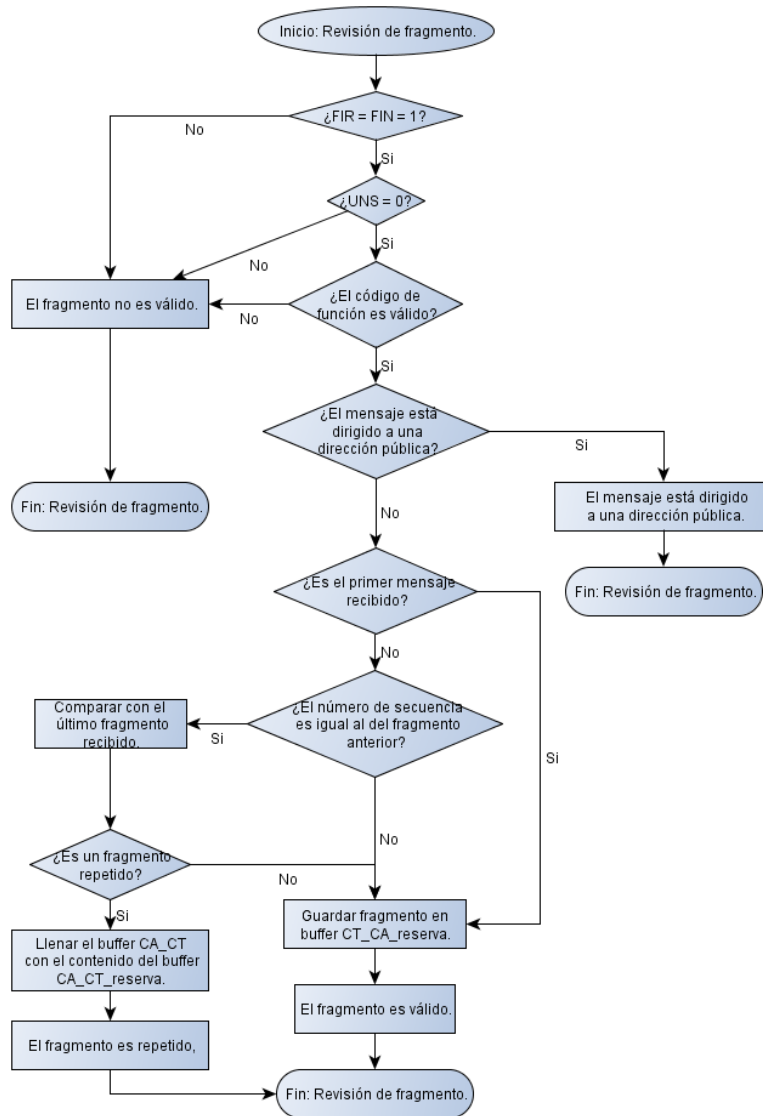 Inicio: Revisión de fragmento.
¿FIR = FIN = 1?
No
Si
¿UNS = 0?
No
Si
¿El código de
función es válido?
El fragmento no es válido.
No
Si
¿El mensaje está
dirigido a una
dirección pública?
Si
No
Fin: Revisión de fragmento.
El mensaje está dirigido
a una dirección pública.
¿Es el primer mensaje
recibido?
Fin: Revisión de fragmento.
No
Si
¿El número de secuencia
es igual al del fragmento
anterior?
Comparar con el
último fragmento
recibido.
Si
No
¿Es un fragmento
repetido?
No
Si
Guardar fragmento en
buffer CT_CA_reserva.
Llenar el buffer CA_CT
con el contenido del buffer
CA_CT_reserva.
El fragmento es válido.
El fragmento es repetido,
Fin: Revisión de fragmento.